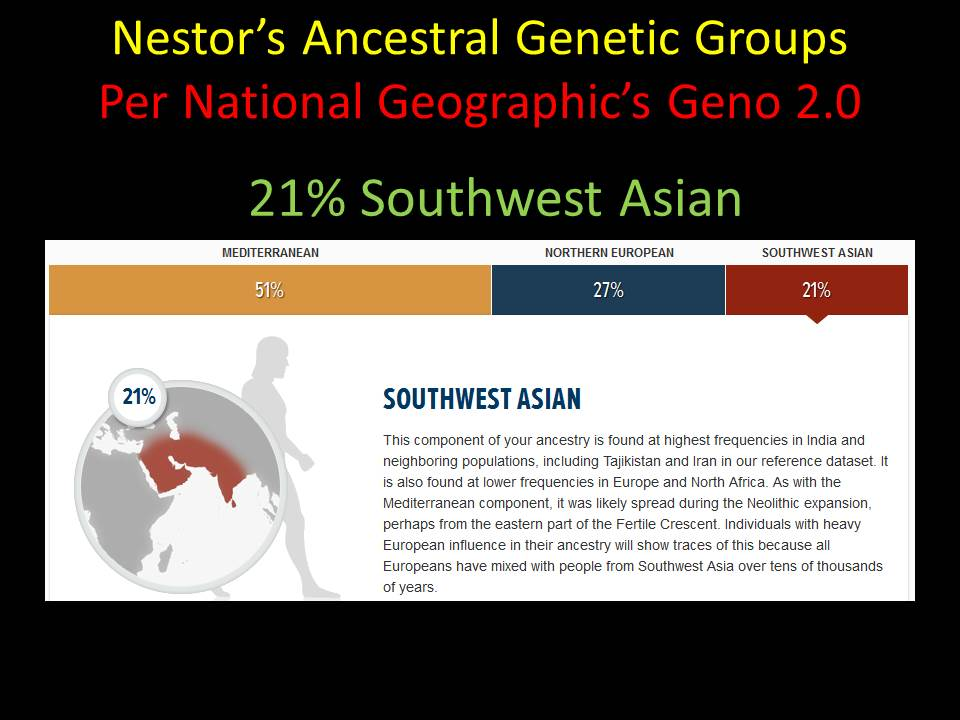 Nestor’s Ancestral Genetic Groups
Per National Geographic’s Geno 2.0
21% Southwest Asian
MEDITERRANEAN NORTHERN EUROPEAN SOUTHWEST ASIAN
51% 27% 21%
21%
SOUTHWEST ASIAN
This component of your ancestry is found at highest frequencies in India and
neighboring populations, including Tajikistan and Iran in our reference dataset. It
is also found at lower frequencies in Europe and North Africa. As with the
Mediterranean component, it was likely spread during the Neolithic expansion,
perhaps from the eastern part of the Fertile Crescent. Individuals with heavy
European influence in their ancestry will show traces of this because all
Europeans have mixed with people from Southwest Asia over tens of thousands
of years.